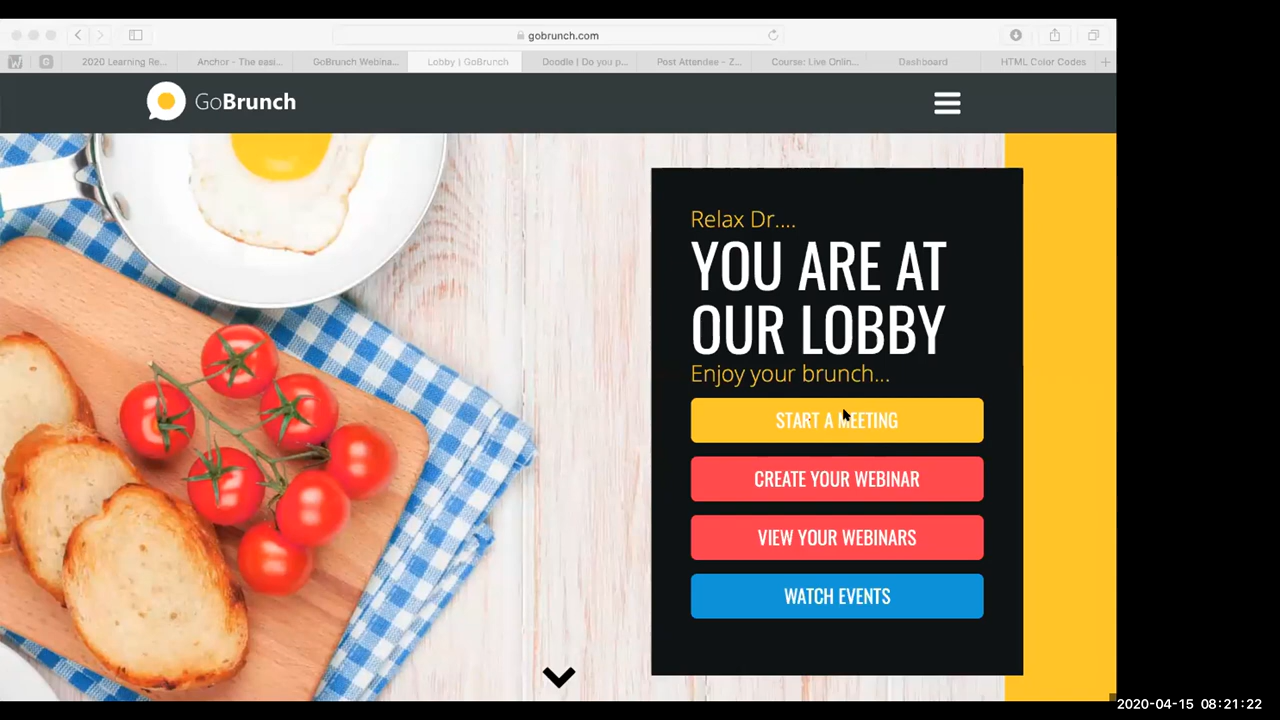 gobrunch.com
2020 Learning Re...
Anchor - The easi...
GoBrunch Webina...
Lobby | GoBrunch
Doodle | Do you p...
Post Attendee - Z...
Course: Live Onlin...
Dashboard
HTML Color Codes
GoBrunch
Relax Dr....
YOU ARE AT
OUR LOBBY
Enjoy your brunch...
START A MEETING
CREATE YOUR WEBINAR
VIEW YOUR WEBINARS
WATCH EVENTS
2020-04-15 08:21:22